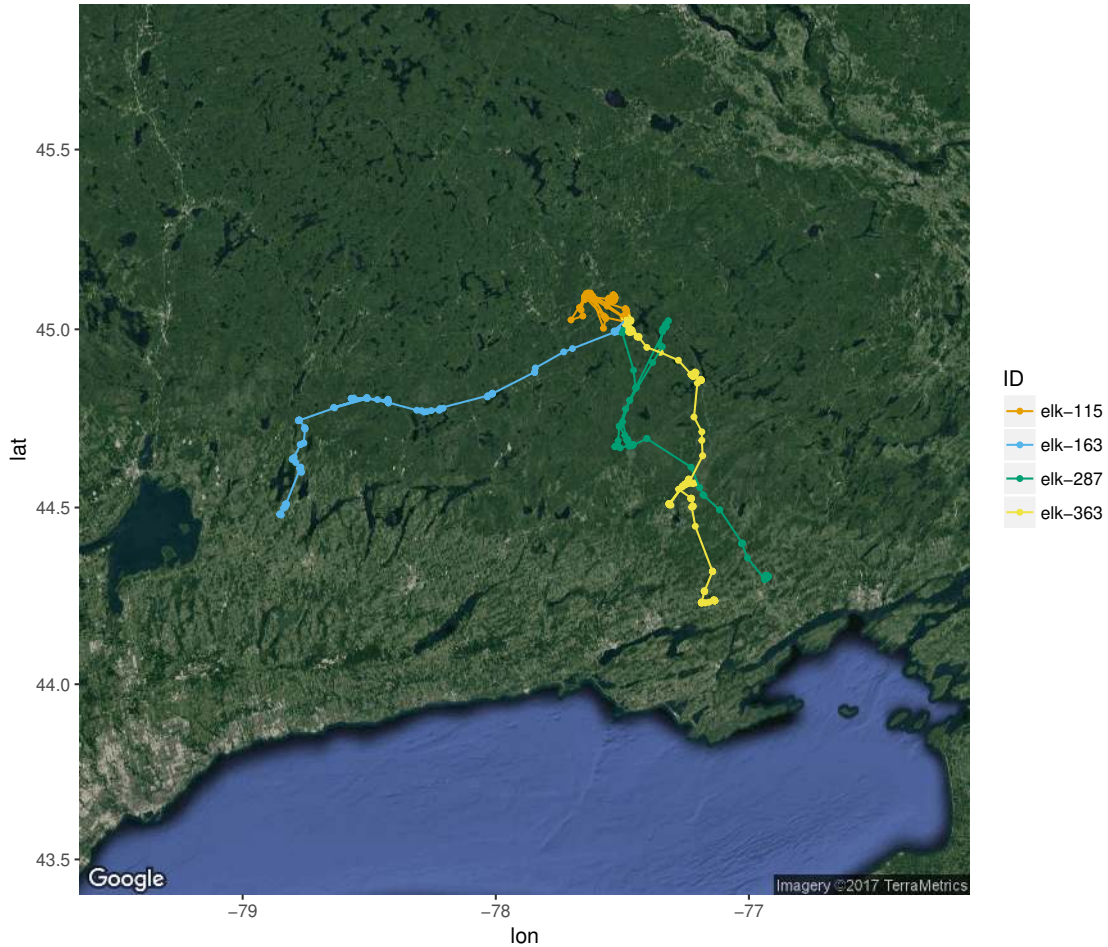 lat
45.5
45.0
44.5
44.0
43.5
−79
−78
−77
lon
Google
Imagery ©2017 TerraMetrics
ID
elk−115
elk−163
elk−287
elk−363